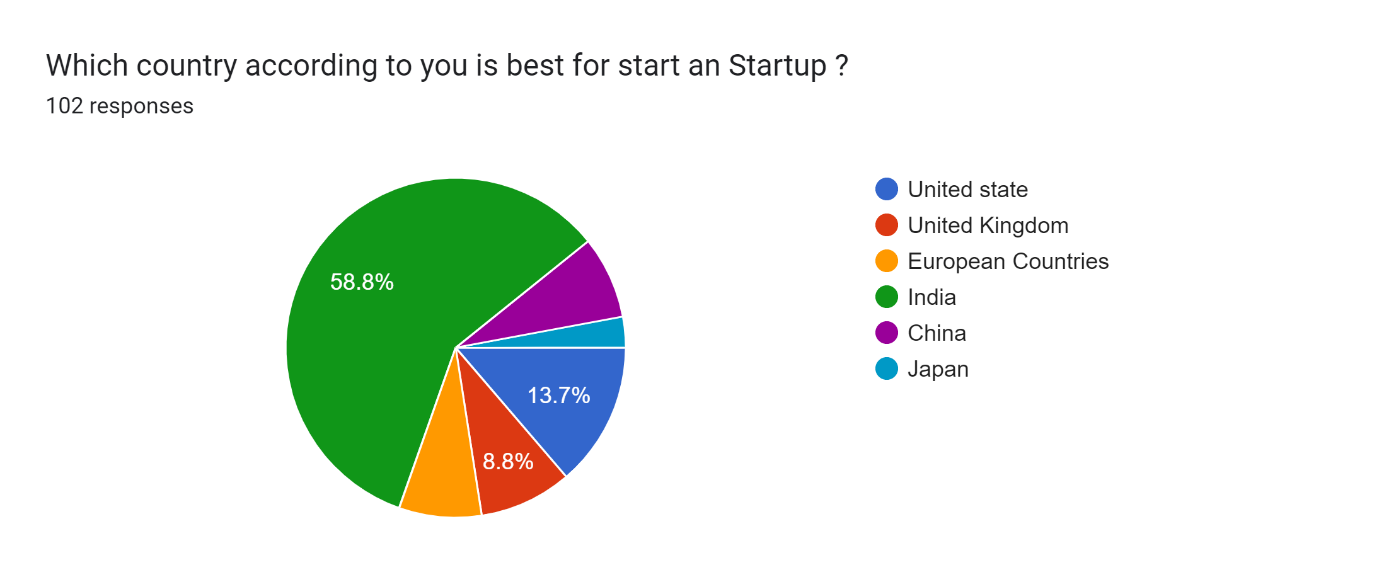 Which country according to you is best for start an Startup ?
102 responses
58.8%
13.7%
8.8%
United state
United Kingdom
European Countries
India
China
Japan